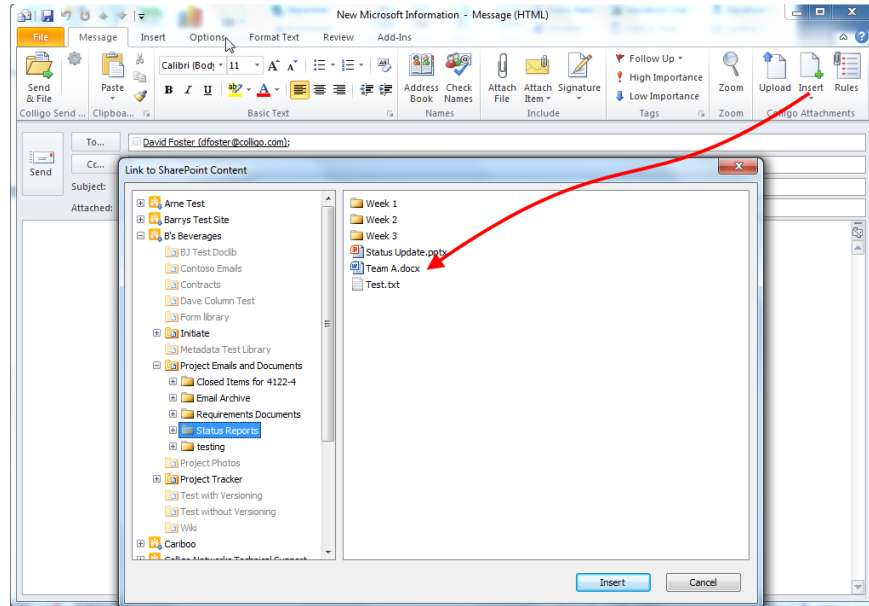 New Microsoft Information - Message (HTML)
File Message Insert Options Format Text Review Add-Ins
Calibri (Body 11
Follow Up
High Importance
Low Importance
Send & File
Paste
B I U
Address Book
Check Names
Attach File
Attach Item
Signature
Zoom
Upload
Insert
Rules
Colligo Send ... Clipboa... Basic Text Names Include Tags Zoom Colligo Attachments
To... David Foster (dfoster@colligo.com);
Cc...
Send
Subject:
Attached:
Link to SharePoint Content
Arne Test
Barrys Test Site
B's Beverages
BJ Test Doclib
Contoso Emails
Contracts
Dave Column Test
Form library
Initiate
Metadata Test Library
Project Emails and Documents
Closed Items for 4122-4
Email Archive
Requirements Documents
Status Reports
testing
Project Photos
Project Tracker
Test with Versioning
Test without Versioning
Wiki
Cariboo
Week 1
Week 2
Week 3
Status Update.pptx
Team A.docx
Test.txt
Insert Cancel